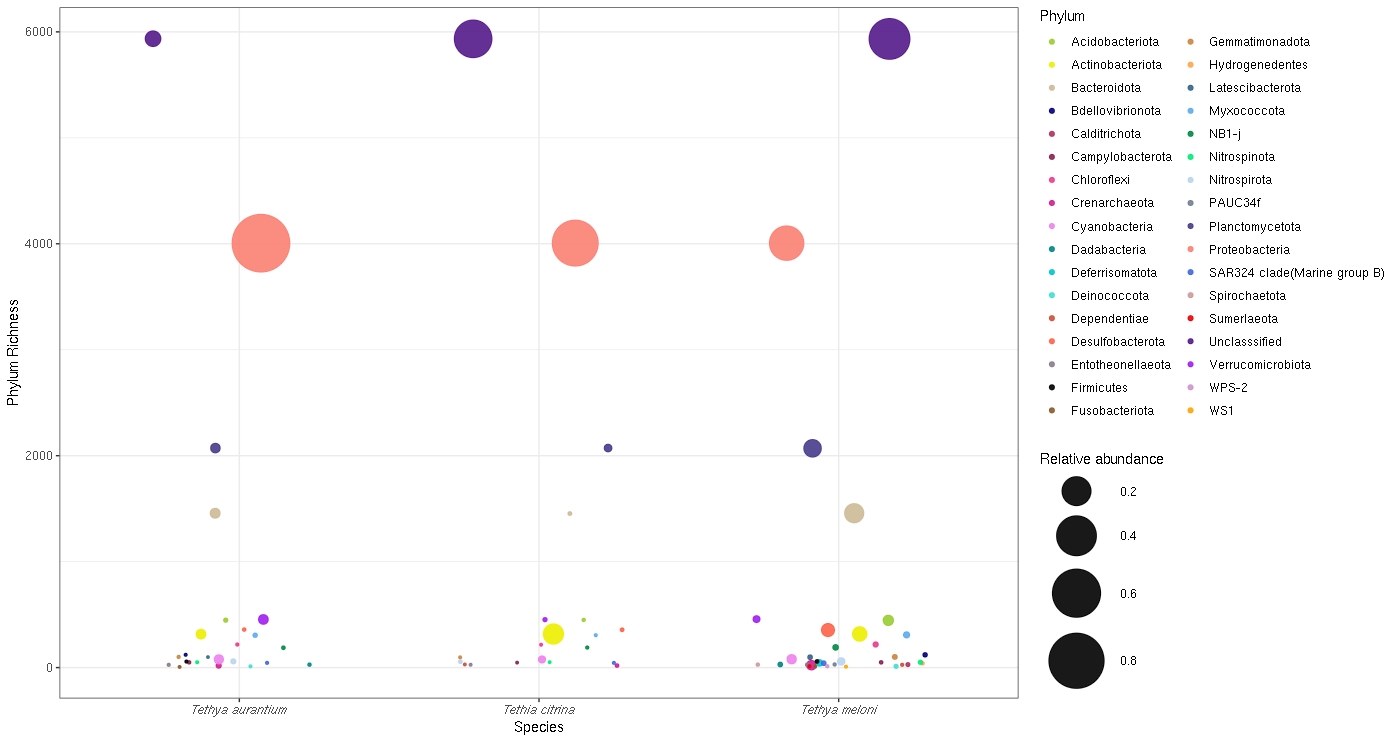 6000
4000
2000
0
Phylum Richness
Tethya aurantium
Tethia citrina
Tethya meloni
Species
Phylum
Acidobacteriota
Actinobacteriota
Bacteroidota
Bdellovibrionota
Calditrichota
Campylobacterota
Chloroflexi
Crenarchaeota
Cyanobacteria
Dadabacteria
Deferrisomatota
Deinococcota
Dependentiae
Desulfobacterota
Entotheonellaeota
Firmicutes
Fusobacteriota
Gemmatimonadota
Hydrogenedentes
Latescibacterota
Myxococcota
NB1-j
Nitrospinota
Nitrospirota
PAUC34f
Planctomycetota
Proteobacteria
SAR324 clade(Marine group B)
Spirochaetota
Sumerlaeota
Unclasssified
Verrucomicrobiota
WPS-2
WS1
Relative abundance
0.2
0.4
0.6
0.8